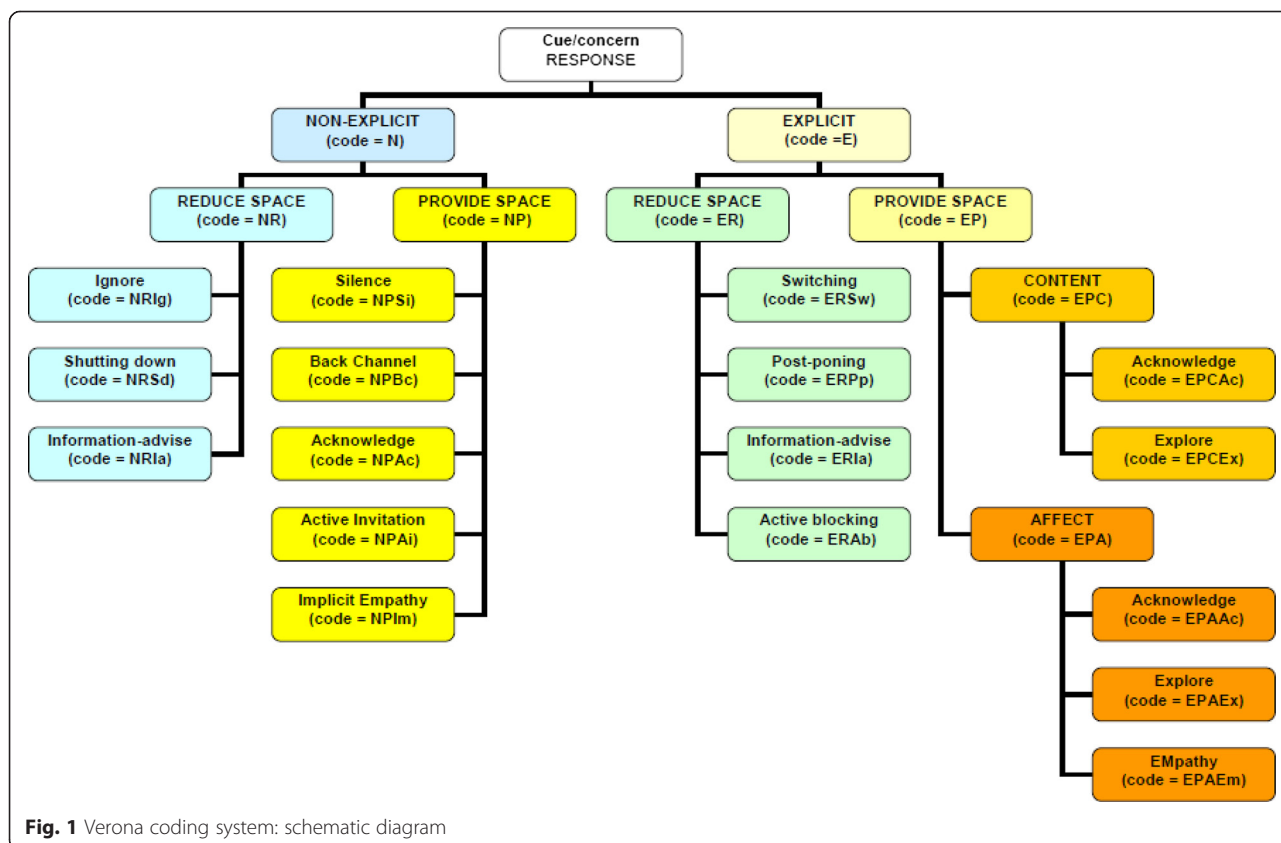 Cue/concern
RESPONSE
NON-EXPLICIT
(code = N)
EXPLICIT
(code =E)
REDUCE SPACE
(code = NR)
PROVIDE SPACE
(code = NP)
REDUCE SPACE
(code = ER)
PROVIDE SPACE
(code = EP)
Ignore
(code = NRIg)
Shutting down
(code = NRSd)
Information-advise
(code = NRIa)
Silence
(code = NPSi)
Back Channel
(code = NPBc)
Acknowledge
(code = NPAc)
Active Invitation
(code = NPAi)
Implicit Empathy
(code = NPIm)
Switching
(code = ERSw)
Post-poning
(code = ERPp)
Information-advise
(code = ERIa)
Active blocking
(code = ERAb)
CONTENT
(code = EPC)
Acknowledge
(code = EPCAc)
Explore
(code = EPCEx)
AFFECT
(code = EPA)
Acknowledge
(code = EPAAc)
Explore
(code = EPAEx)
EMpathy
(code = EPAEm)
Fig. 1 Verona coding system: schematic diagram